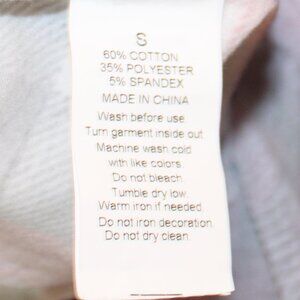 S
60% COTTON
35% POLYESTER
5% SPANDEX
MADE IN CHINA
Wash before use
Turn garment inside out
Machine wash cold
with like colors
Do not bleach
Tumble dry low.
Warm iron if needed.
Do not iron decoration.
Do not dry clean.